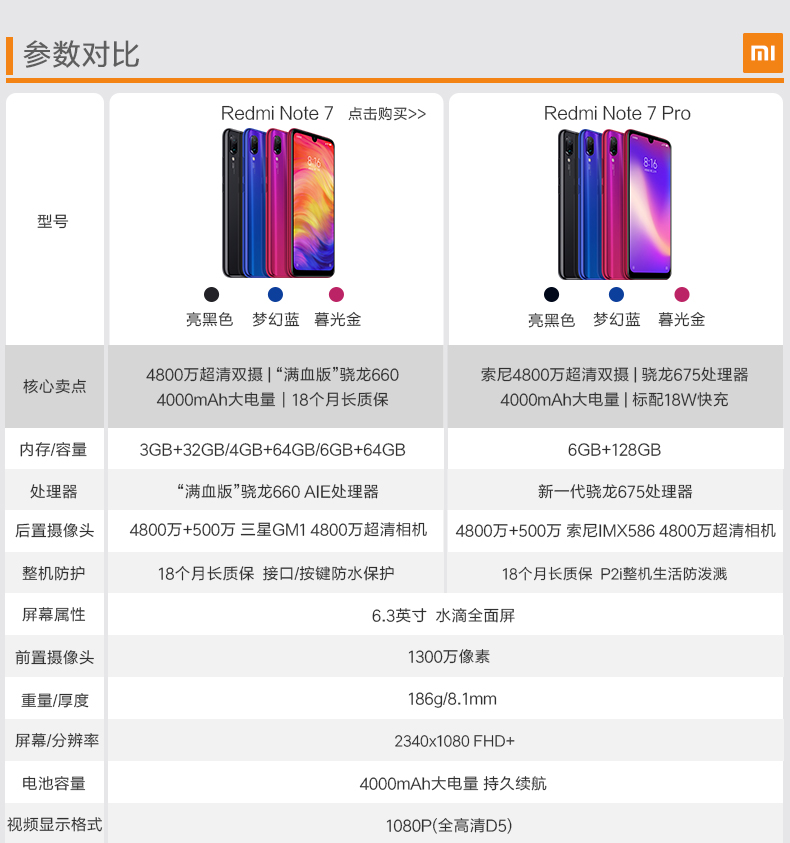 参数对比
mi
Redmi Note 7 点击购买>>
Redmi Note 7 Pro
8:16
8:16
型号
亮黑色 梦幻蓝 暮光金
亮黑色 梦幻蓝 暮光金
核心卖点
4800万超清双摄 | “满血版”骁龙660
4000mAh大电量 | 18个月长质保
索尼4800万超清双摄 | 骁龙675处理器
4000mAh大电量 | 标配18W快充
内存/容量 3GB+32GB/4GB+64GB/6GB+64GB 6GB+128GB
处理器 “满血版”骁龙660 AIE处理器 新一代骁龙675处理器
后置摄像头 4800万+500万 三星GM1 4800万超清相机 4800万+500万 索尼IMX586 4800万超清相机
整机防护 18个月长质保 接口/按键防水保护 18个月长质保 P2i整机生活防泼溅
屏幕属性 6.3英寸 水滴全面屏
前置摄像头 1300万像素
重量/厚度 186g/8.1mm
屏幕/分辨率 2340x1080 FHD+
电池容量 4000mAh大电量 持久续航
视频显示格式 1080P(全高清D5)